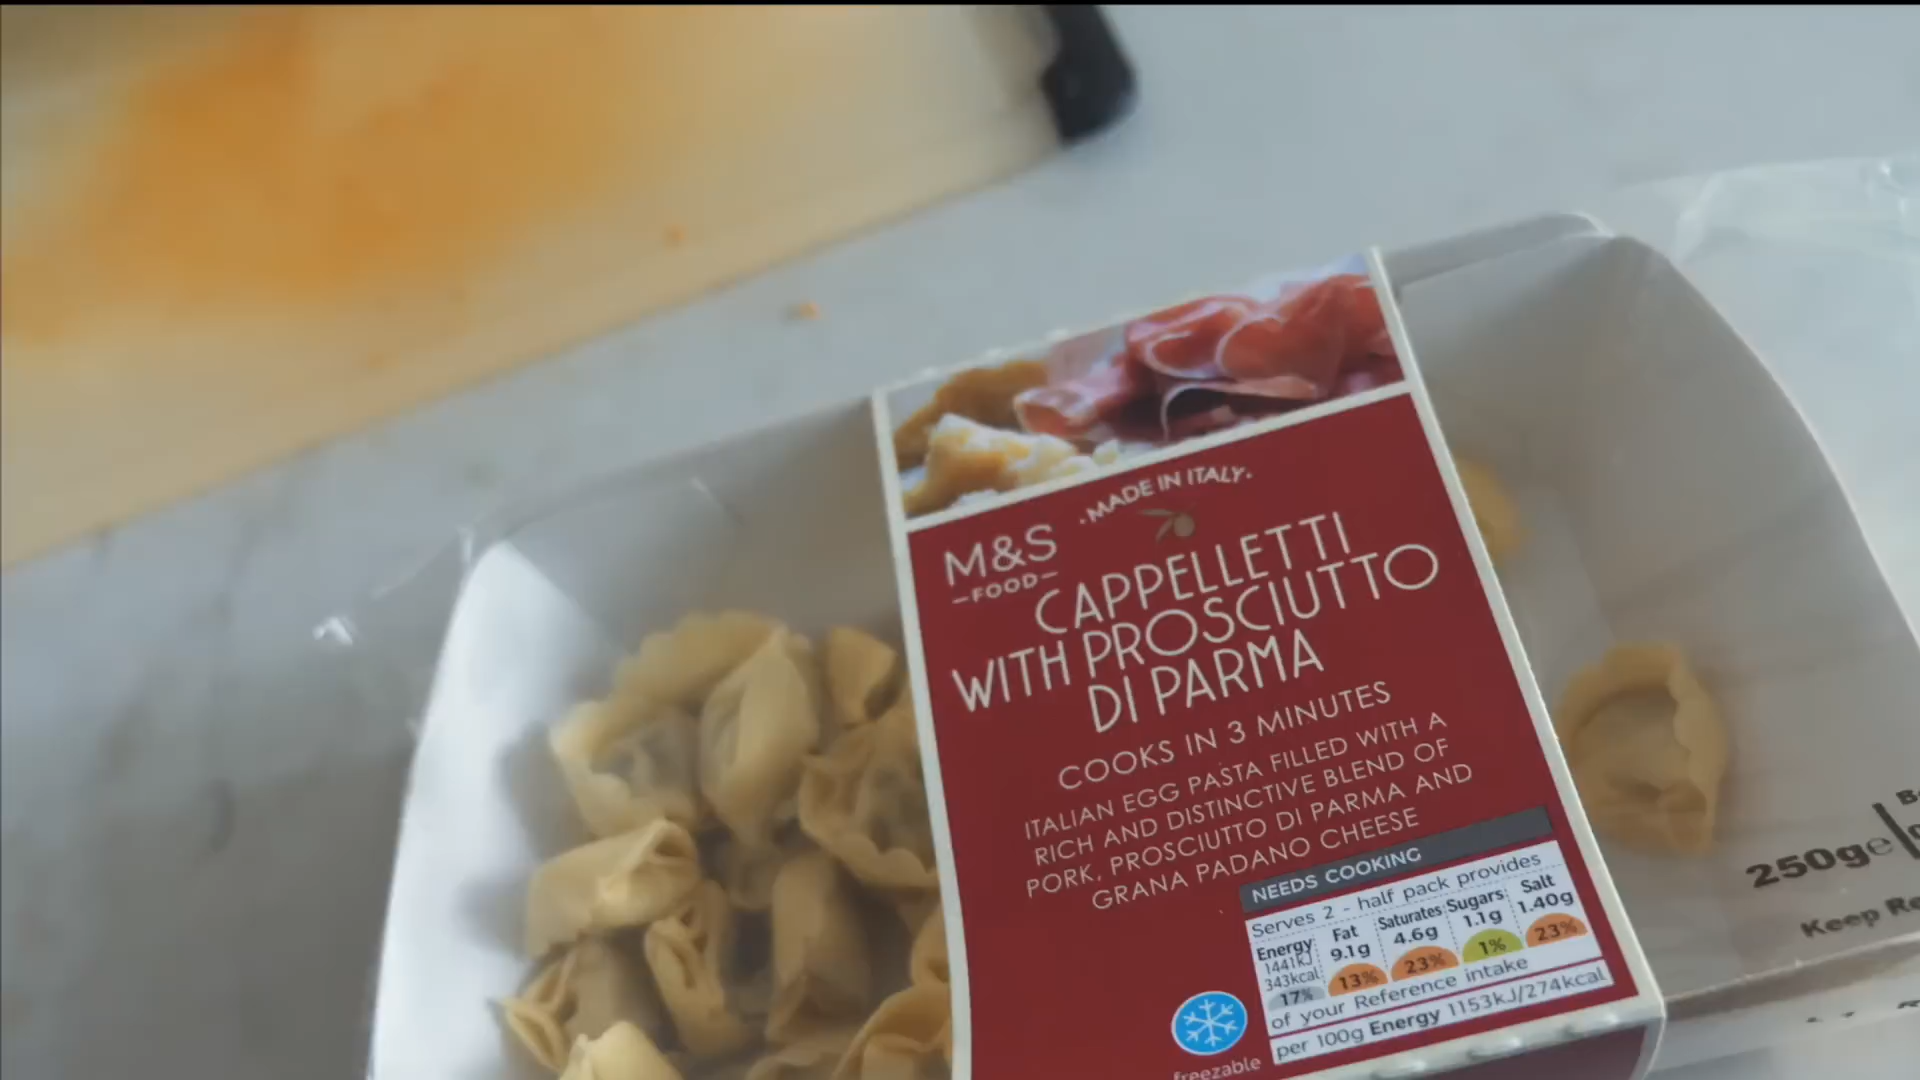 ·MADE IN ITALY·
M&S
—FOOD—
CAPPELLETTI
WITH PROSCIUTTO
DI PARMA
COOKS IN 3 MINUTES
ITALIAN EGG PASTA FILLED WITH A
RICH AND DISTINCTIVE BLEND OF
PORK, PROSCIUTTO DI PARMA AND
GRANA PADANO CHEESE
NEEDS COOKING
Serves 2 - half pack provides
Energy Fat Saturates Sugars Salt
1441kJ 9.1g 4.6g 1.1g 1.40g
343kcal
17% 13% 23% 1% 23%
of your Reference intake
per 100g Energy 1153kJ/274kcal
freezable
250ge
Keep